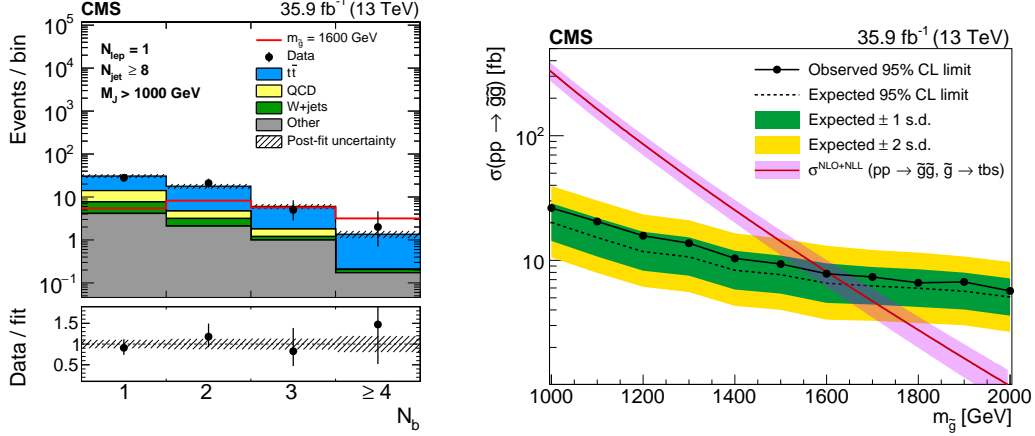 CMS 35.9 fb⁻¹ (13 TeV)
Events / bin
10⁵
10⁴
10³
10²
10
1
10⁻¹
N_lep = 1
N_jet ≥ 8
M_J > 1000 GeV
m_g̃ = 1600 GeV
Data
tt̄
QCD
W+jets
Other
Post-fit uncertainty
Data / fit
1.5
1
0.5
1 2 3 ≥ 4
N_b
CMS 35.9 fb⁻¹ (13 TeV)
σ(pp → g̃g̃) [fb]
10²
10
Observed 95% CL limit
Expected 95% CL limit
Expected ± 1 s.d.
Expected ± 2 s.d.
σ^NLO+NLL (pp → g̃g̃, g̃ → tbs)
1000 1200 1400 1600 1800 2000
m_g̃ [GeV]